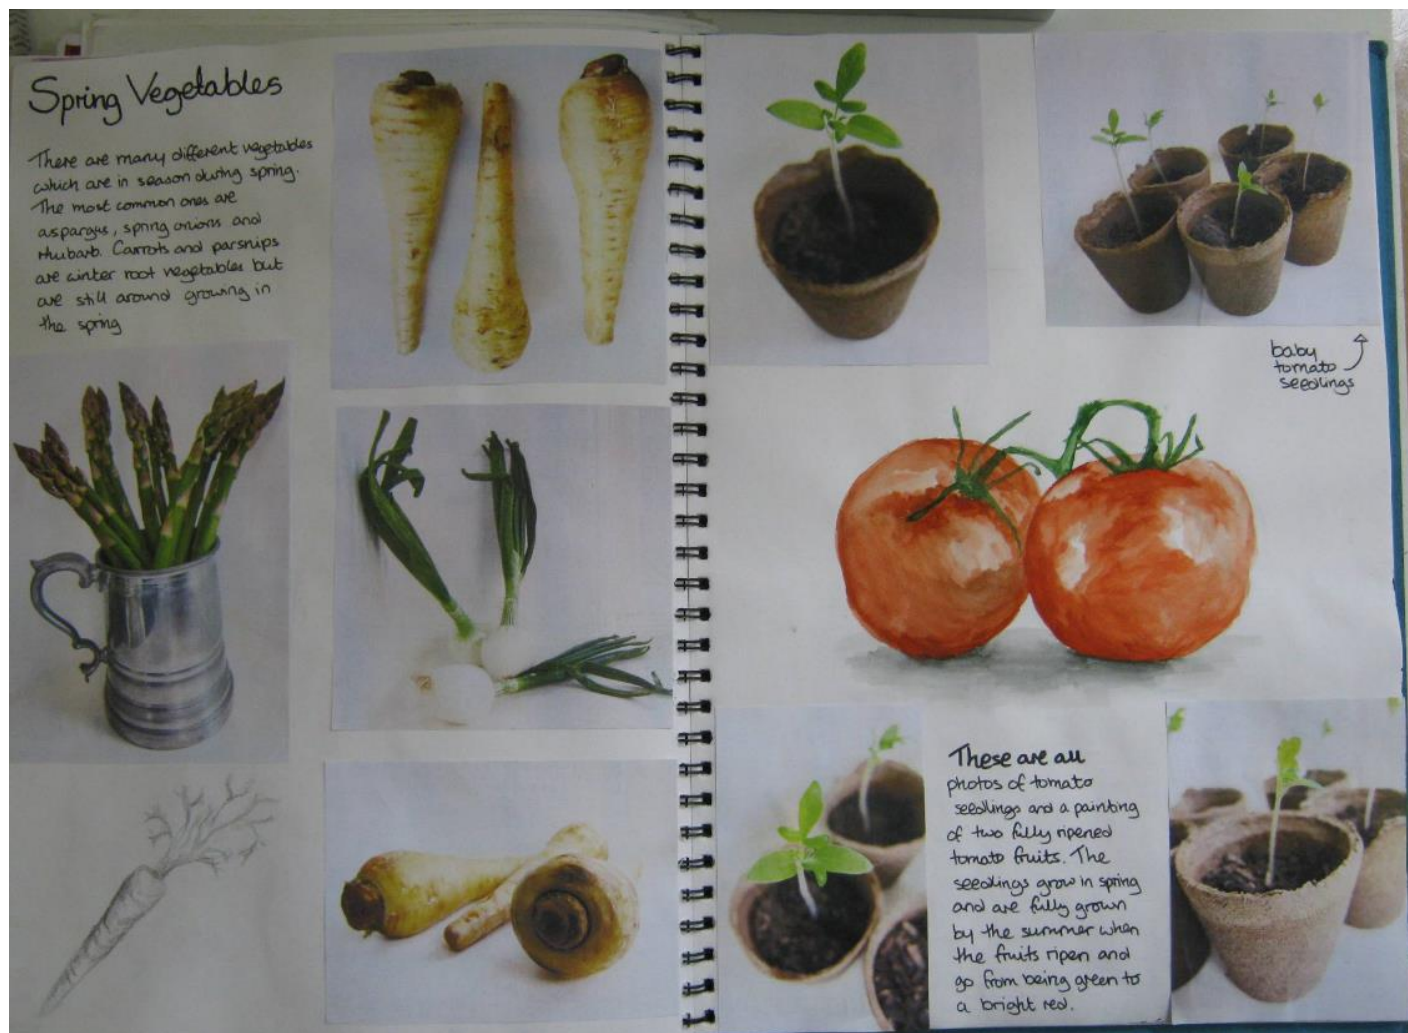 Spring Vegetables
There are many different vegetables
which are in season during spring.
The most common ones are
asparagus, spring onions and
rhubarb. Carrots and parsnips
are winter root vegetables but
are still around growing in
the spring
baby
tomato
seedlings
These are all
photos of tomato
seedlings and a painting
of two fully ripened
tomato fruits. The
seedlings grow in spring
and are fully grown
by the summer when
the fruits ripen and
go from being green to
a bright red.